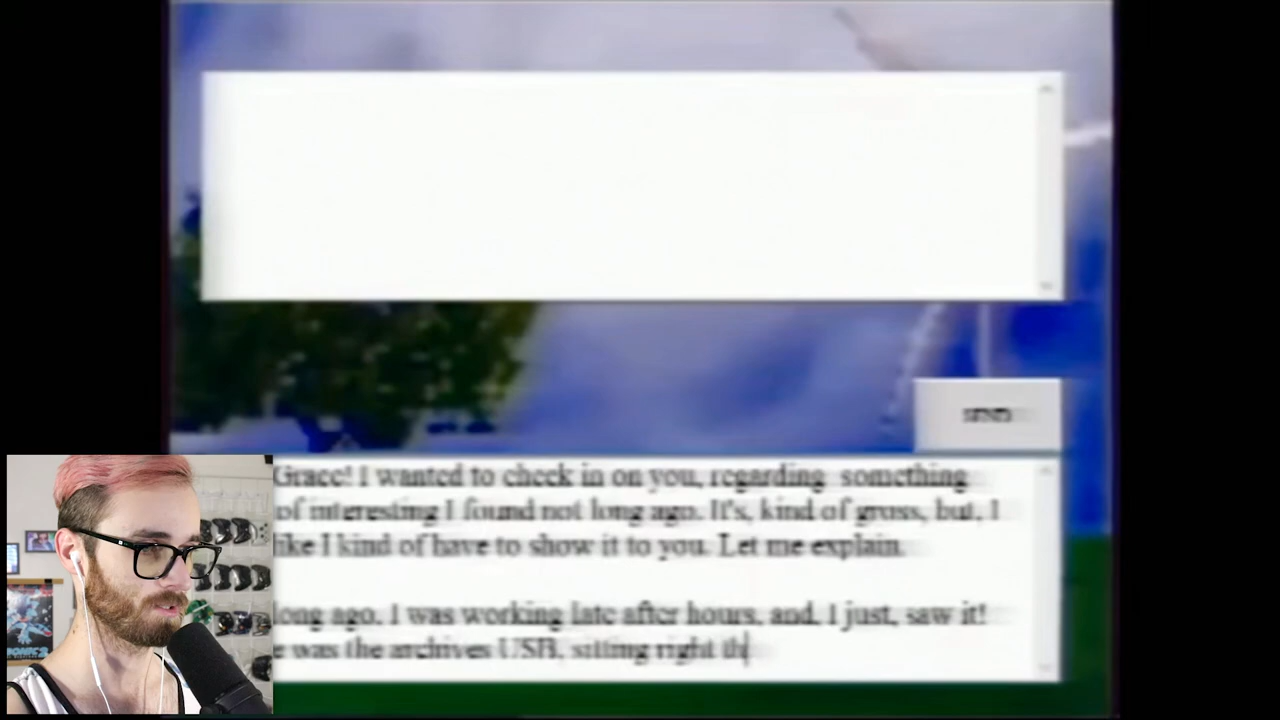 SEND
Grace! I wanted to check in on you, regarding something
of interesting I found not long ago. It's, kind of gross, but, I
ike I kind of have to show it to you. Let me explain.
long ago. I was working late after hours, and, I just, saw it!
e was the archives USB, sitting right th